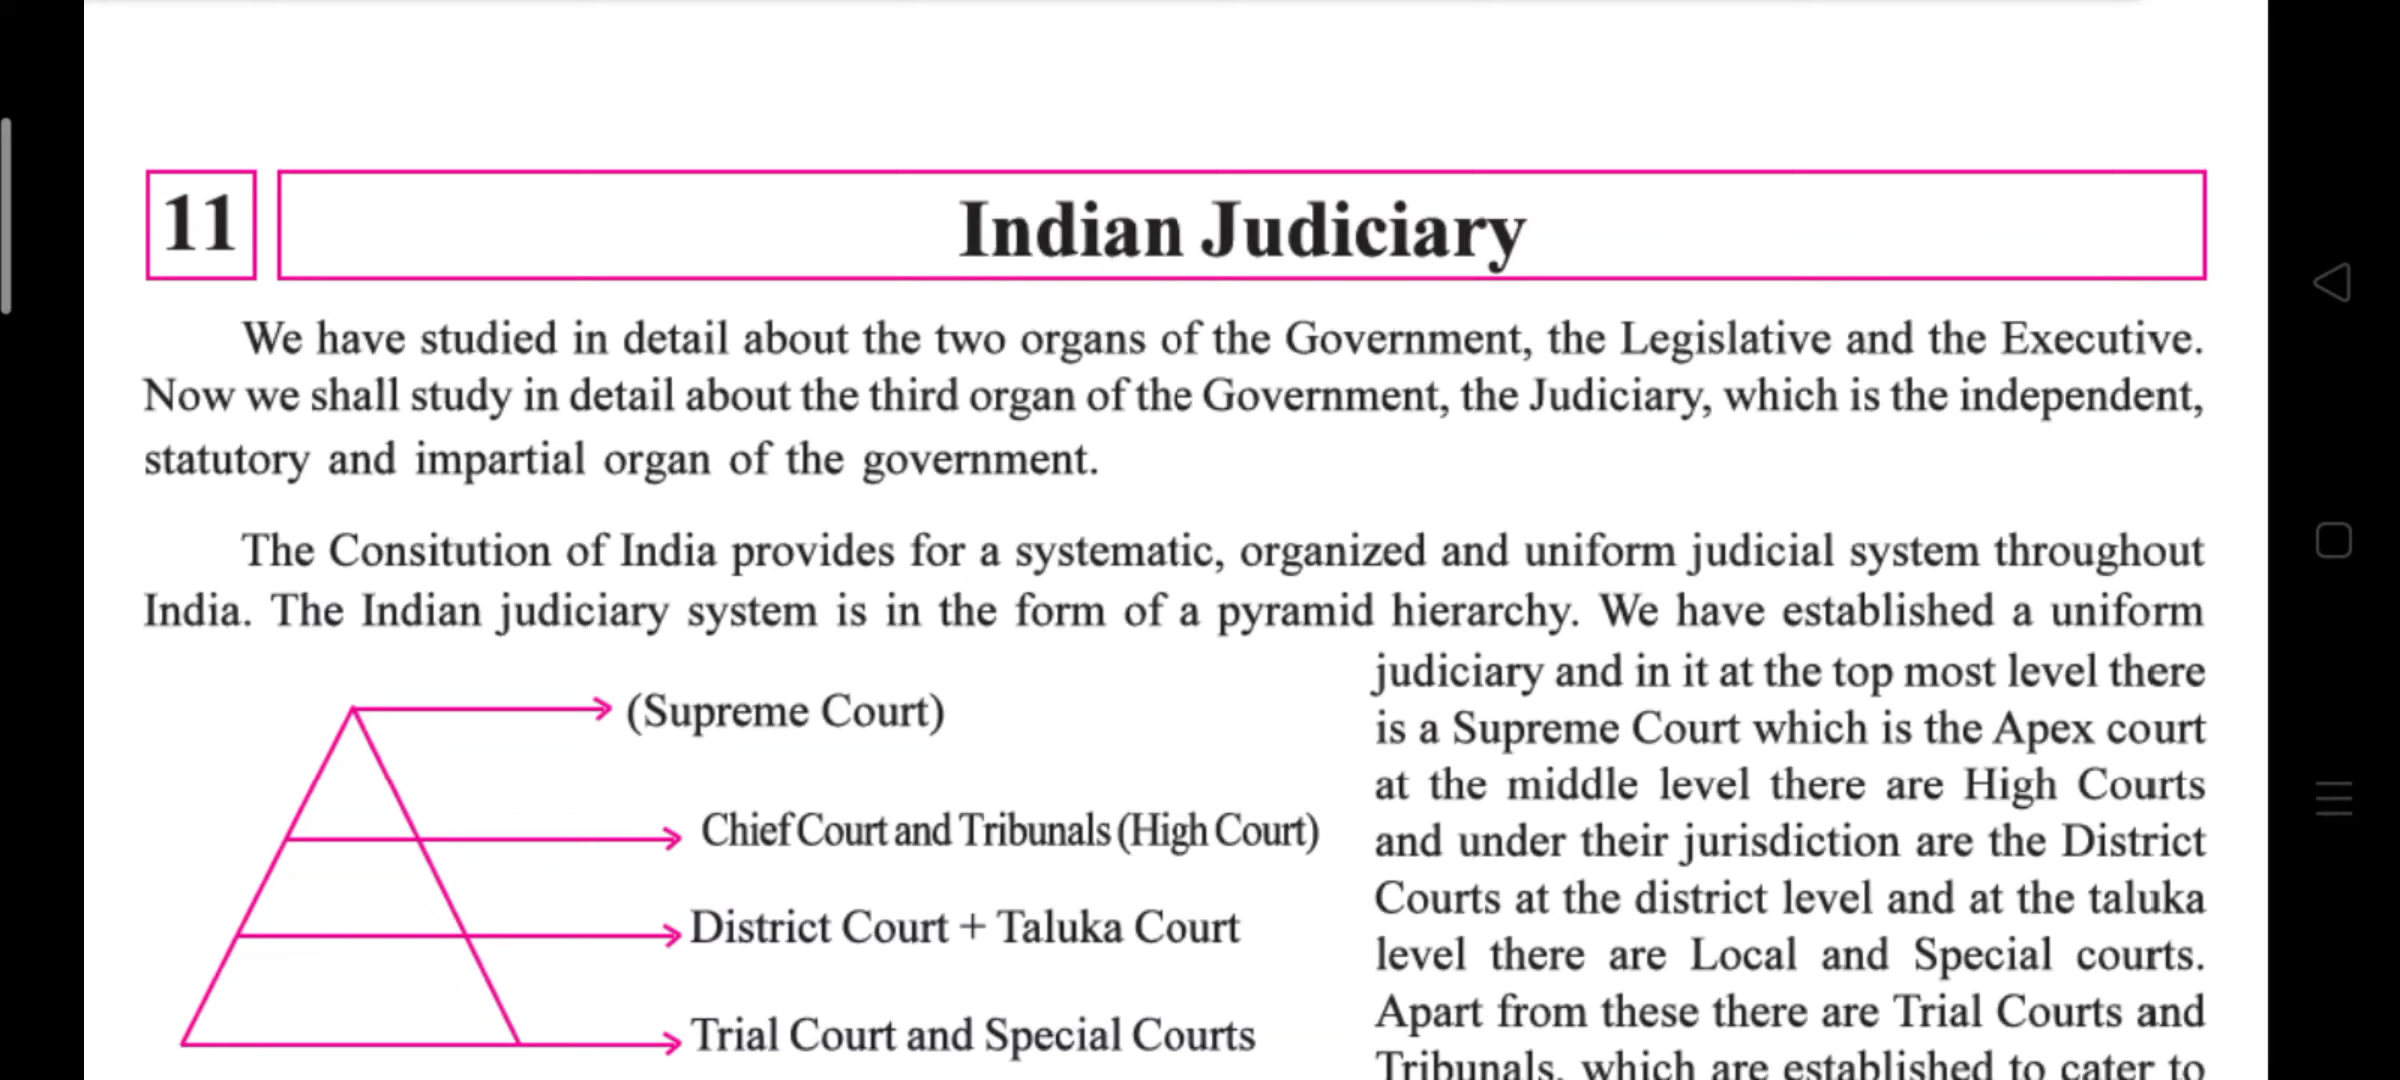 11
Indian Judiciary
We have studied in detail about the two organs of the Government, the Legislative and the Executive.
Now we shall study in detail about the third organ of the Government, the Judiciary, which is the independent,
statutory and impartial organ of the government.
The Consitution of India provides for a systematic, organized and uniform judicial system throughout
India. The Indian judiciary system is in the form of a pyramid hierarchy. We have established a uniform
judiciary and in it at the top most level there
is a Supreme Court which is the Apex court
at the middle level there are High Courts
and under their jurisdiction are the District
Courts at the district level and at the taluka
level there are Local and Special courts.
Apart from these there are Trial Courts and
Tribunals, which are established to cater to
(Supreme Court)
Chief Court and Tribunals (High Court)
District Court + Taluka Court
Trial Court and Special Courts